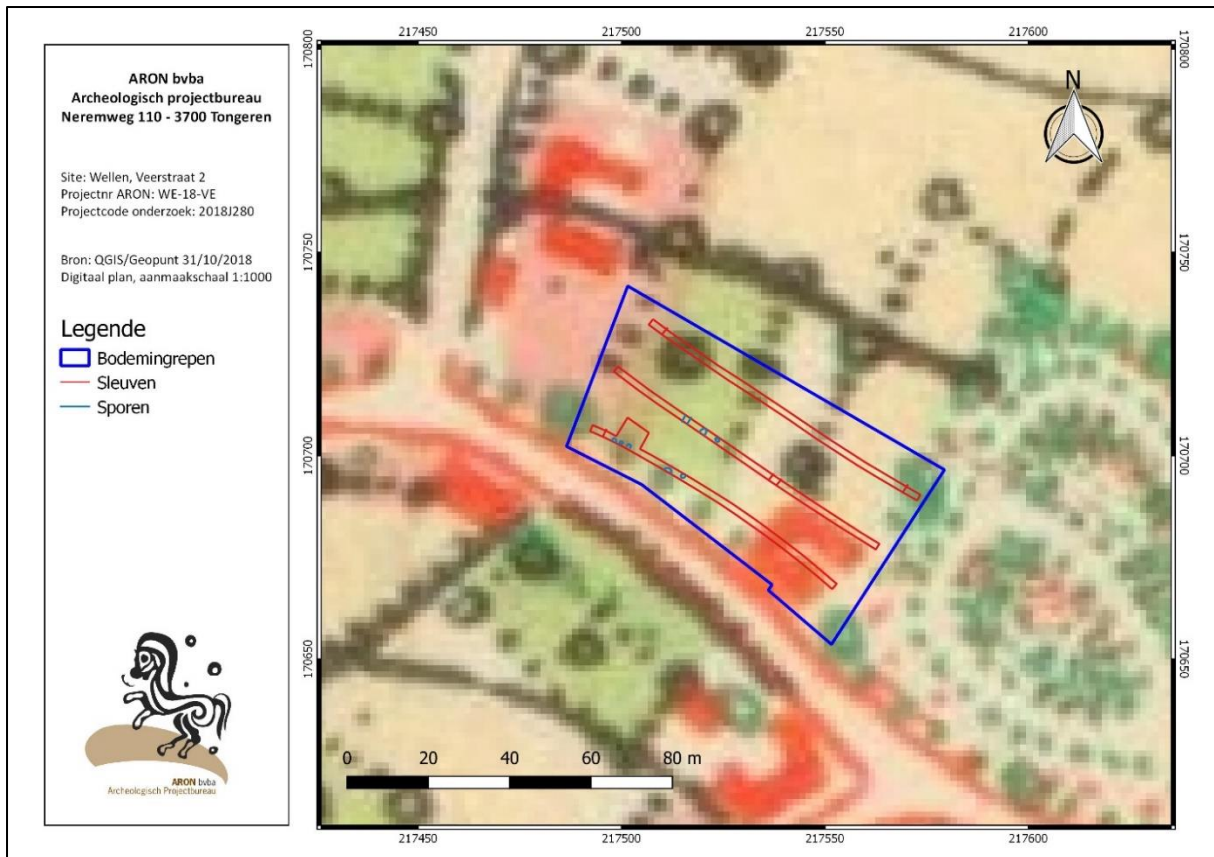 ARON bvba
Archeologisch projectbureau
Neremweg 110 - 3700 Tongeren
Site: Wellen, Veerstraat 2
Projectnr ARON: WE-18-VE
Projectcode onderzoek: 2018J280
Bron: QGIS/Geopunt 31/10/2018
Digitaal plan, aanmaakschaal 1:1000
Legende
Bodemingrepen
Sleuven
Sporen
ARON bvba
Archeologisch Projectbureau
217450 217500 217550 217600
170800 170800
N
170750 170750
170700 170700
170650 170650
0 20 40 60 80 m
217450 217500 217550 217600